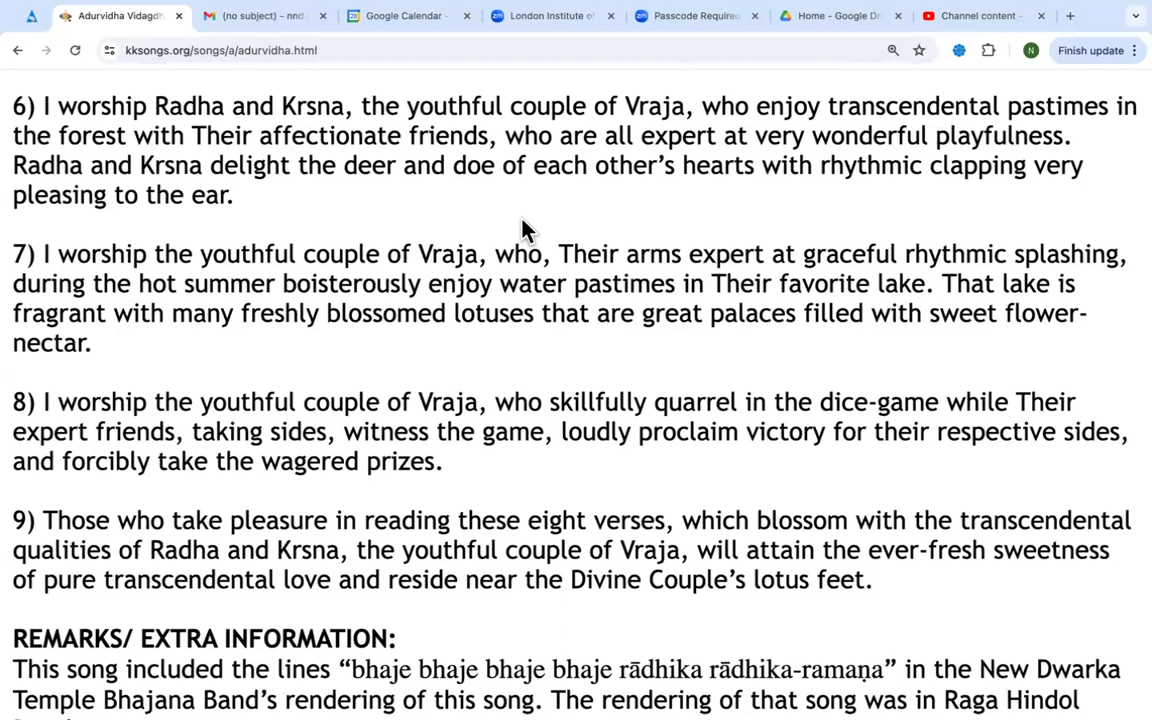 Adurvidha Vidagdh
(no subject) - nnd.
Google Calendar -
London Institute of
Passcode Required
Home - Google Dri
Channel content -
kksongs.org/songs/a/adurvidha.html
N
Finish update
6) I worship Radha and Krsna, the youthful couple of Vraja, who enjoy transcendental pastimes in
the forest with Their affectionate friends, who are all expert at very wonderful playfulness.
Radha and Krsna delight the deer and doe of each other’s hearts with rhythmic clapping very
pleasing to the ear.
7) I worship the youthful couple of Vraja, who, Their arms expert at graceful rhythmic splashing,
during the hot summer boisterously enjoy water pastimes in Their favorite lake. That lake is
fragrant with many freshly blossomed lotuses that are great palaces filled with sweet flower-
nectar.
8) I worship the youthful couple of Vraja, who skillfully quarrel in the dice-game while Their
expert friends, taking sides, witness the game, loudly proclaim victory for their respective sides,
and forcibly take the wagered prizes.
9) Those who take pleasure in reading these eight verses, which blossom with the transcendental
qualities of Radha and Krsna, the youthful couple of Vraja, will attain the ever-fresh sweetness
of pure transcendental love and reside near the Divine Couple’s lotus feet.
REMARKS/ EXTRA INFORMATION:
This song included the lines “bhaje bhaje bhaje bhaje rādhika rādhika-ramaṇa” in the New Dwarka
Temple Bhajana Band’s rendering of this song. The rendering of that song was in Raga Hindol